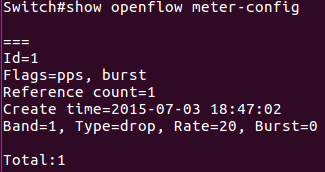 Switch#show openflow meter-config
===
Id=1
Flags=pps, burst
Reference count=1
Create time=2015-07-03 18:47:02
Band=1, Type=drop, Rate=20, Burst=0
Total:1